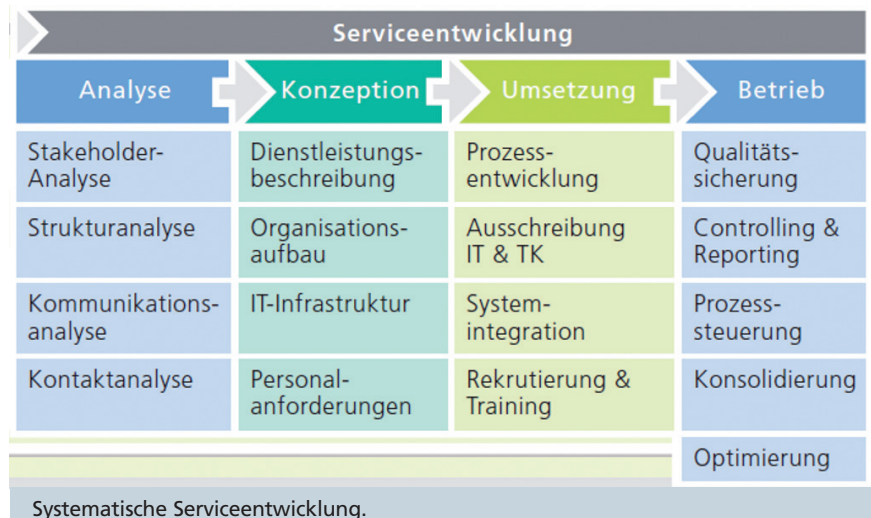 Serviceentwicklung
Analyse
Konzeption
Umsetzung
Betrieb
Stakeholder-
Analyse
Dienstleistungs-
beschreibung
Prozess-
entwicklung
Qualitäts-
sicherung
Strukturanalyse
Organisations-
aufbau
Ausschreibung
IT & TK
Controlling &
Reporting
Kommunikations-
analyse
IT-Infrastruktur
System-
integration
Prozess-
steuerung
Kontaktanalyse
Personal-
anforderungen
Rekrutierung &
Training
Konsolidierung
Optimierung
Systematische Serviceentwicklung.